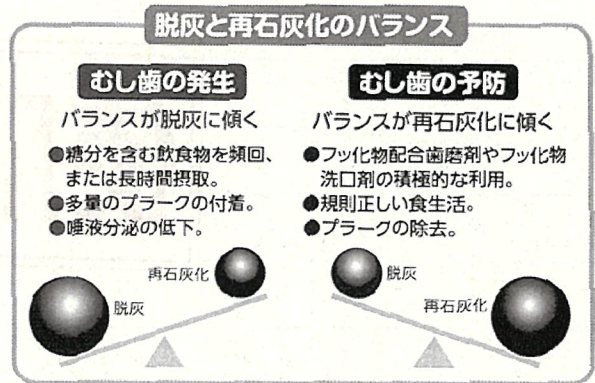 脱灰と再石灰化のバランス
むし歯の発生
バランスが脱灰に傾く
●糖分を含む飲食物を頻回、
または長時間摂取。
●多量のプラークの付着。
●唾液分泌の低下。
再石灰化
脱灰
むし歯の予防
バランスが再石灰化に傾く
●フッ化物配合歯磨剤やフッ化物
洗口剤の積極的な利用。
●規則正しい食生活。
●プラークの除去。
脱灰
再石灰化